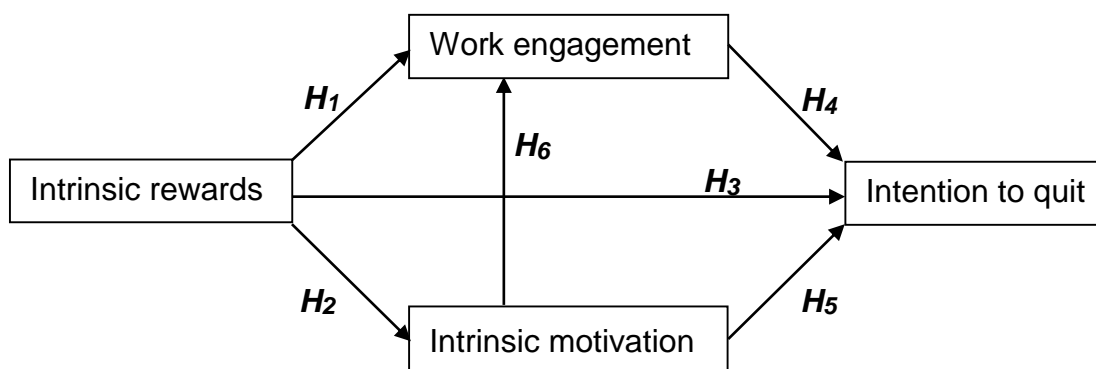 Work engagement
H1
H4
H6
Intrinsic rewards
H3
Intention to quit
H2
H5
Intrinsic motivation